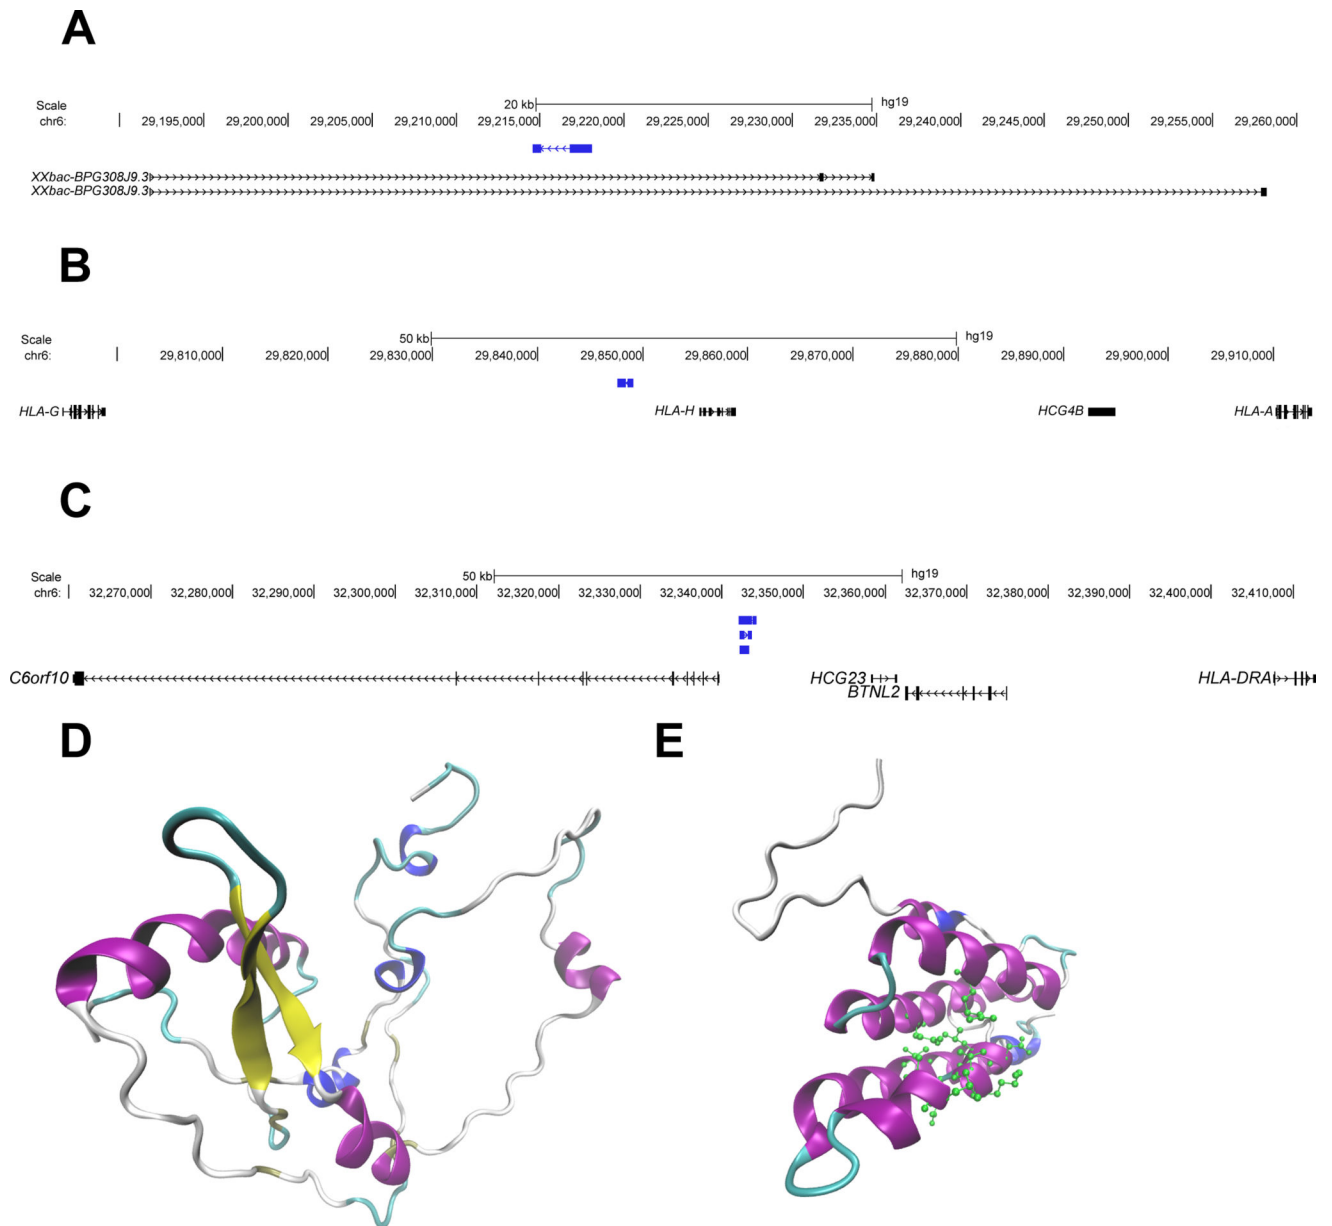 A
Scale 20 kb hg19
chr6: 29,195,000 29,200,000 29,205,000 29,210,000 29,215,000 29,220,000 29,225,000 29,230,000 29,235,000 29,240,000 29,245,000 29,250,000 29,255,000 29,260,000
XXbac-BPG308J9.3
XXbac-BPG308J9.3
B
Scale 50 kb hg19
chr6: 29,810,000 29,820,000 29,830,000 29,840,000 29,850,000 29,860,000 29,870,000 29,880,000 29,890,000 29,900,000 29,910,000
HLA-G HLA-H HCG4B HLA-A
C
Scale 50 kb hg19
chr6: 32,270,000 32,280,000 32,290,000 32,300,000 32,310,000 32,320,000 32,330,000 32,340,000 32,350,000 32,360,000 32,370,000 32,380,000 32,390,000 32,400,000 32,410,000
C6orf10 HCG23 HLA-DRA
BTNL2
D E